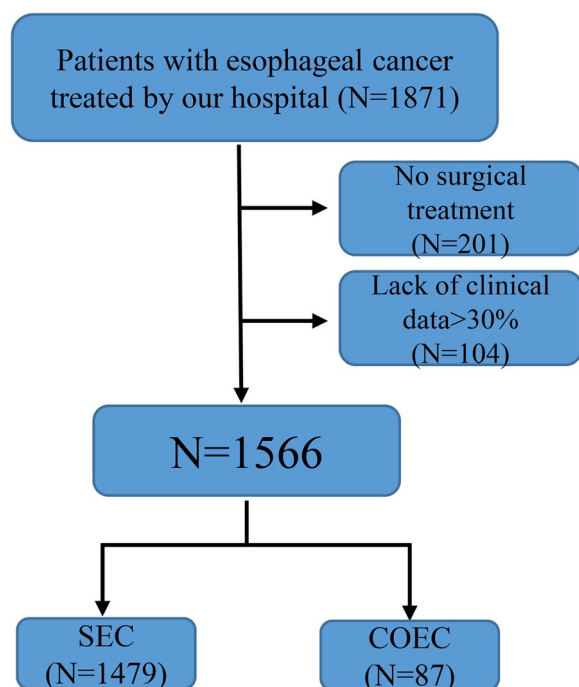 Patients with esophageal cancer
treated by our hospital (N=1871)
No surgical
treatment
(N=201)
Lack of clinical
data>30%
(N=104)
N=1566
SEC
(N=1479)
COEC
(N=87)